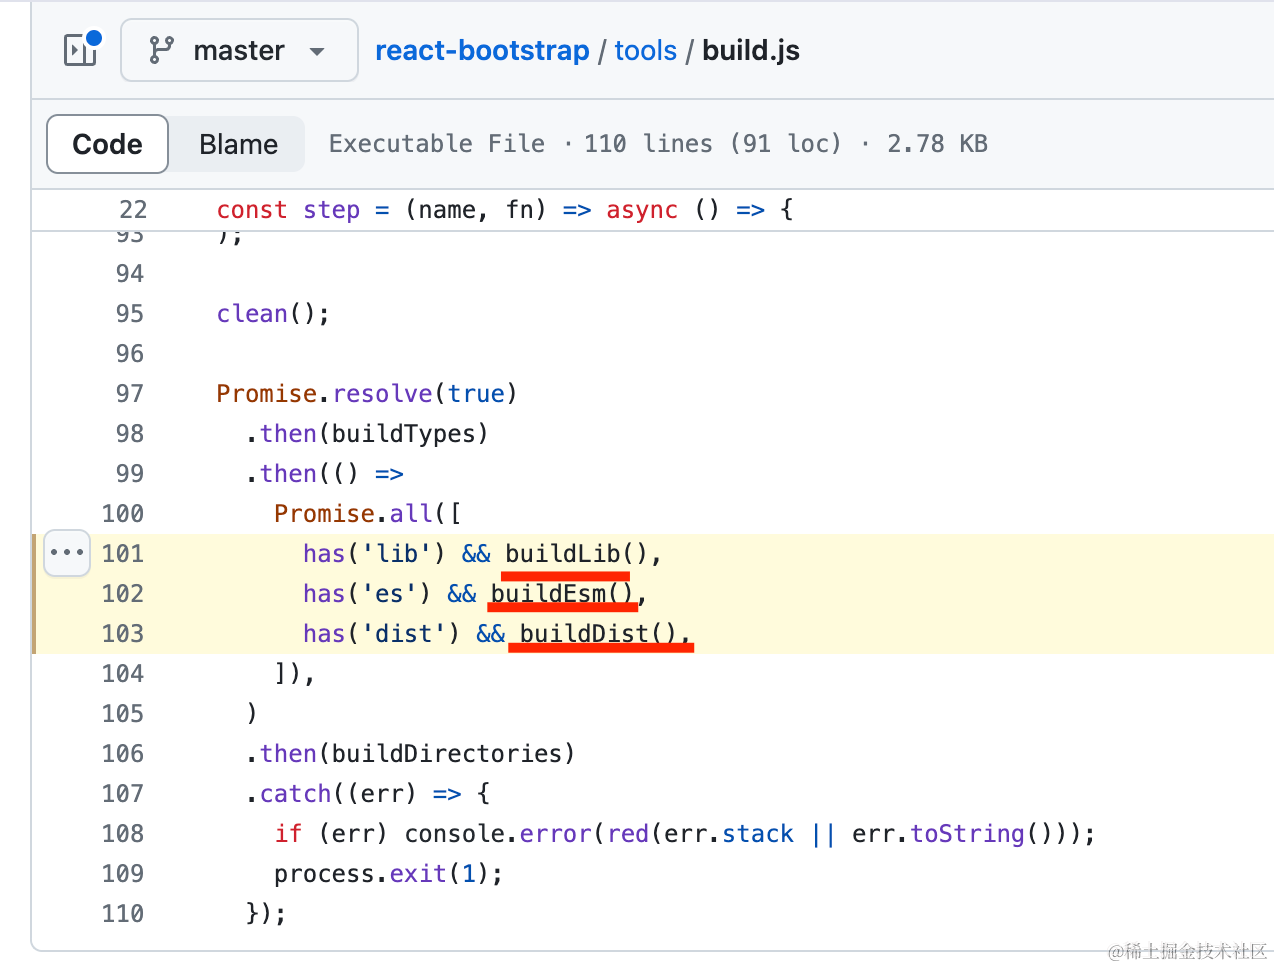 master react-bootstrap / tools / build.js
Code Blame Executable File · 110 lines (91 loc) · 2.78 KB
22 const step = (name, fn) => async () => {
93 );
94
95 clean();
96
97 Promise.resolve(true)
98 .then(buildTypes)
99 .then(() =>
100 Promise.all([
101 has('lib') && buildLib(),
102 has('es') && buildEsm(),
103 has('dist') && buildDist(),
104 ]),
105 )
106 .then(buildDirectories)
107 .catch((err) => {
108 if (err) console.error(red(err.stack || err.toString()));
109 process.exit(1);
110 });
@稀土掘金技术社区